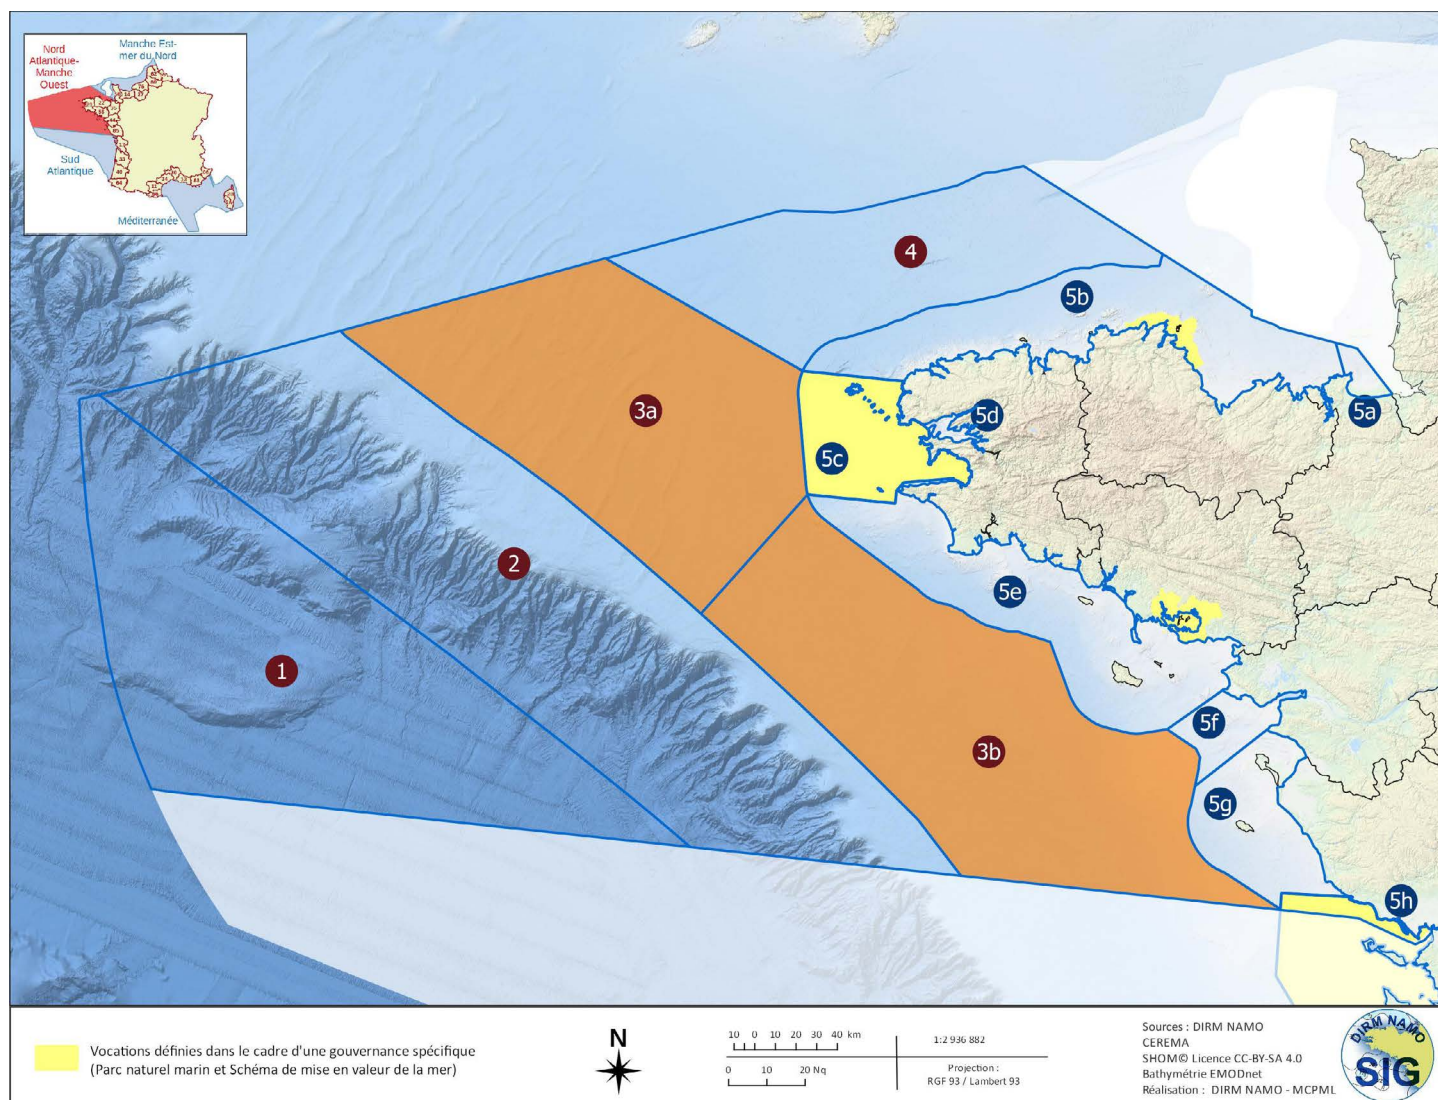 Manche Est-
mer du Nord
Nord
Atlantique-
Manche
Ouest
Sud
Atlantique
Méditerranée
4
5b
3a
5d
5a
5c
2
5e
1
5f
3b
5g
5h
Vocations définies dans le cadre d'une gouvernance spécifique
(Parc naturel marin et Schéma de mise en valeur de la mer)
N
10 0 10 20 30 40 km
0 10 20 Nq
1:2 936 882
Projection :
RGF 93 / Lambert 93
Sources : DIRM NAMO
CEREMA
SHOM© Licence CC-BY-SA 4.0
Bathymétrie EMODnet
Réalisation : DIRM NAMO - MCPML
DIRM NAMO
SIG